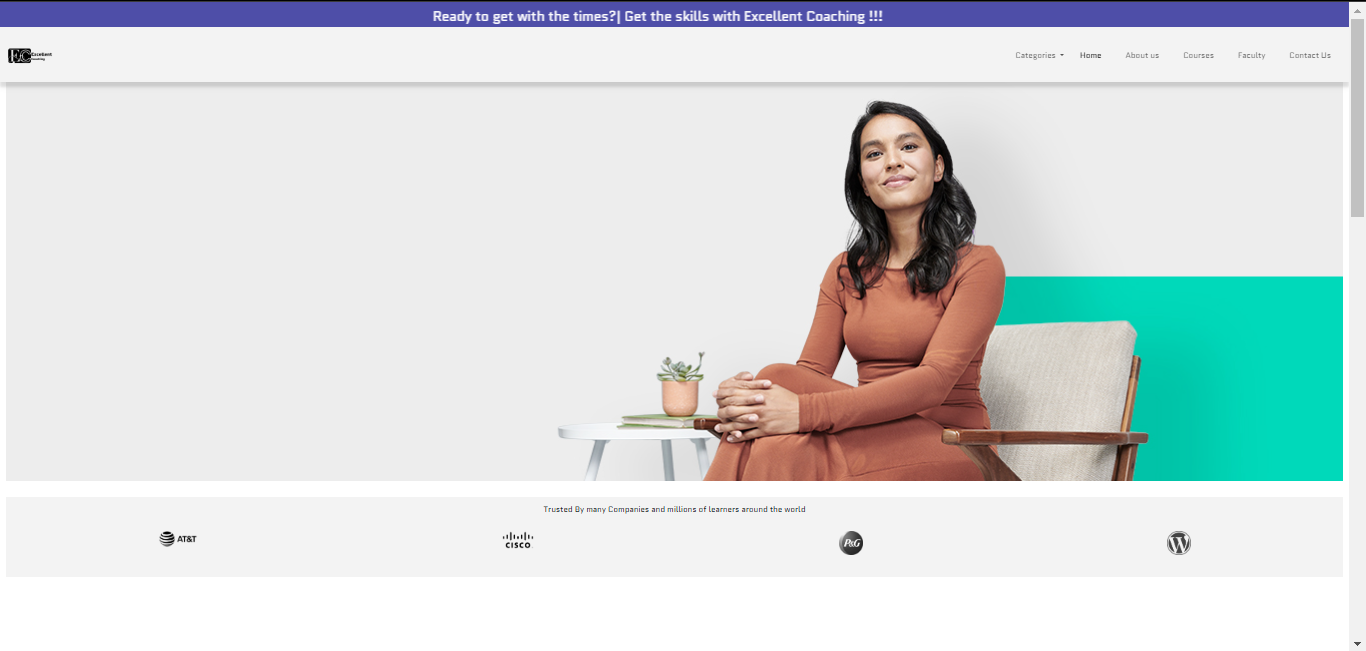 Ready to get with the times?| Get the skills with Excellent Coaching !!!
EC Excellent
Categories Home About us Courses Faculty Contact Us
Trusted By many Companies and millions of learners around the world
AT&T
CISCO
P&G
W